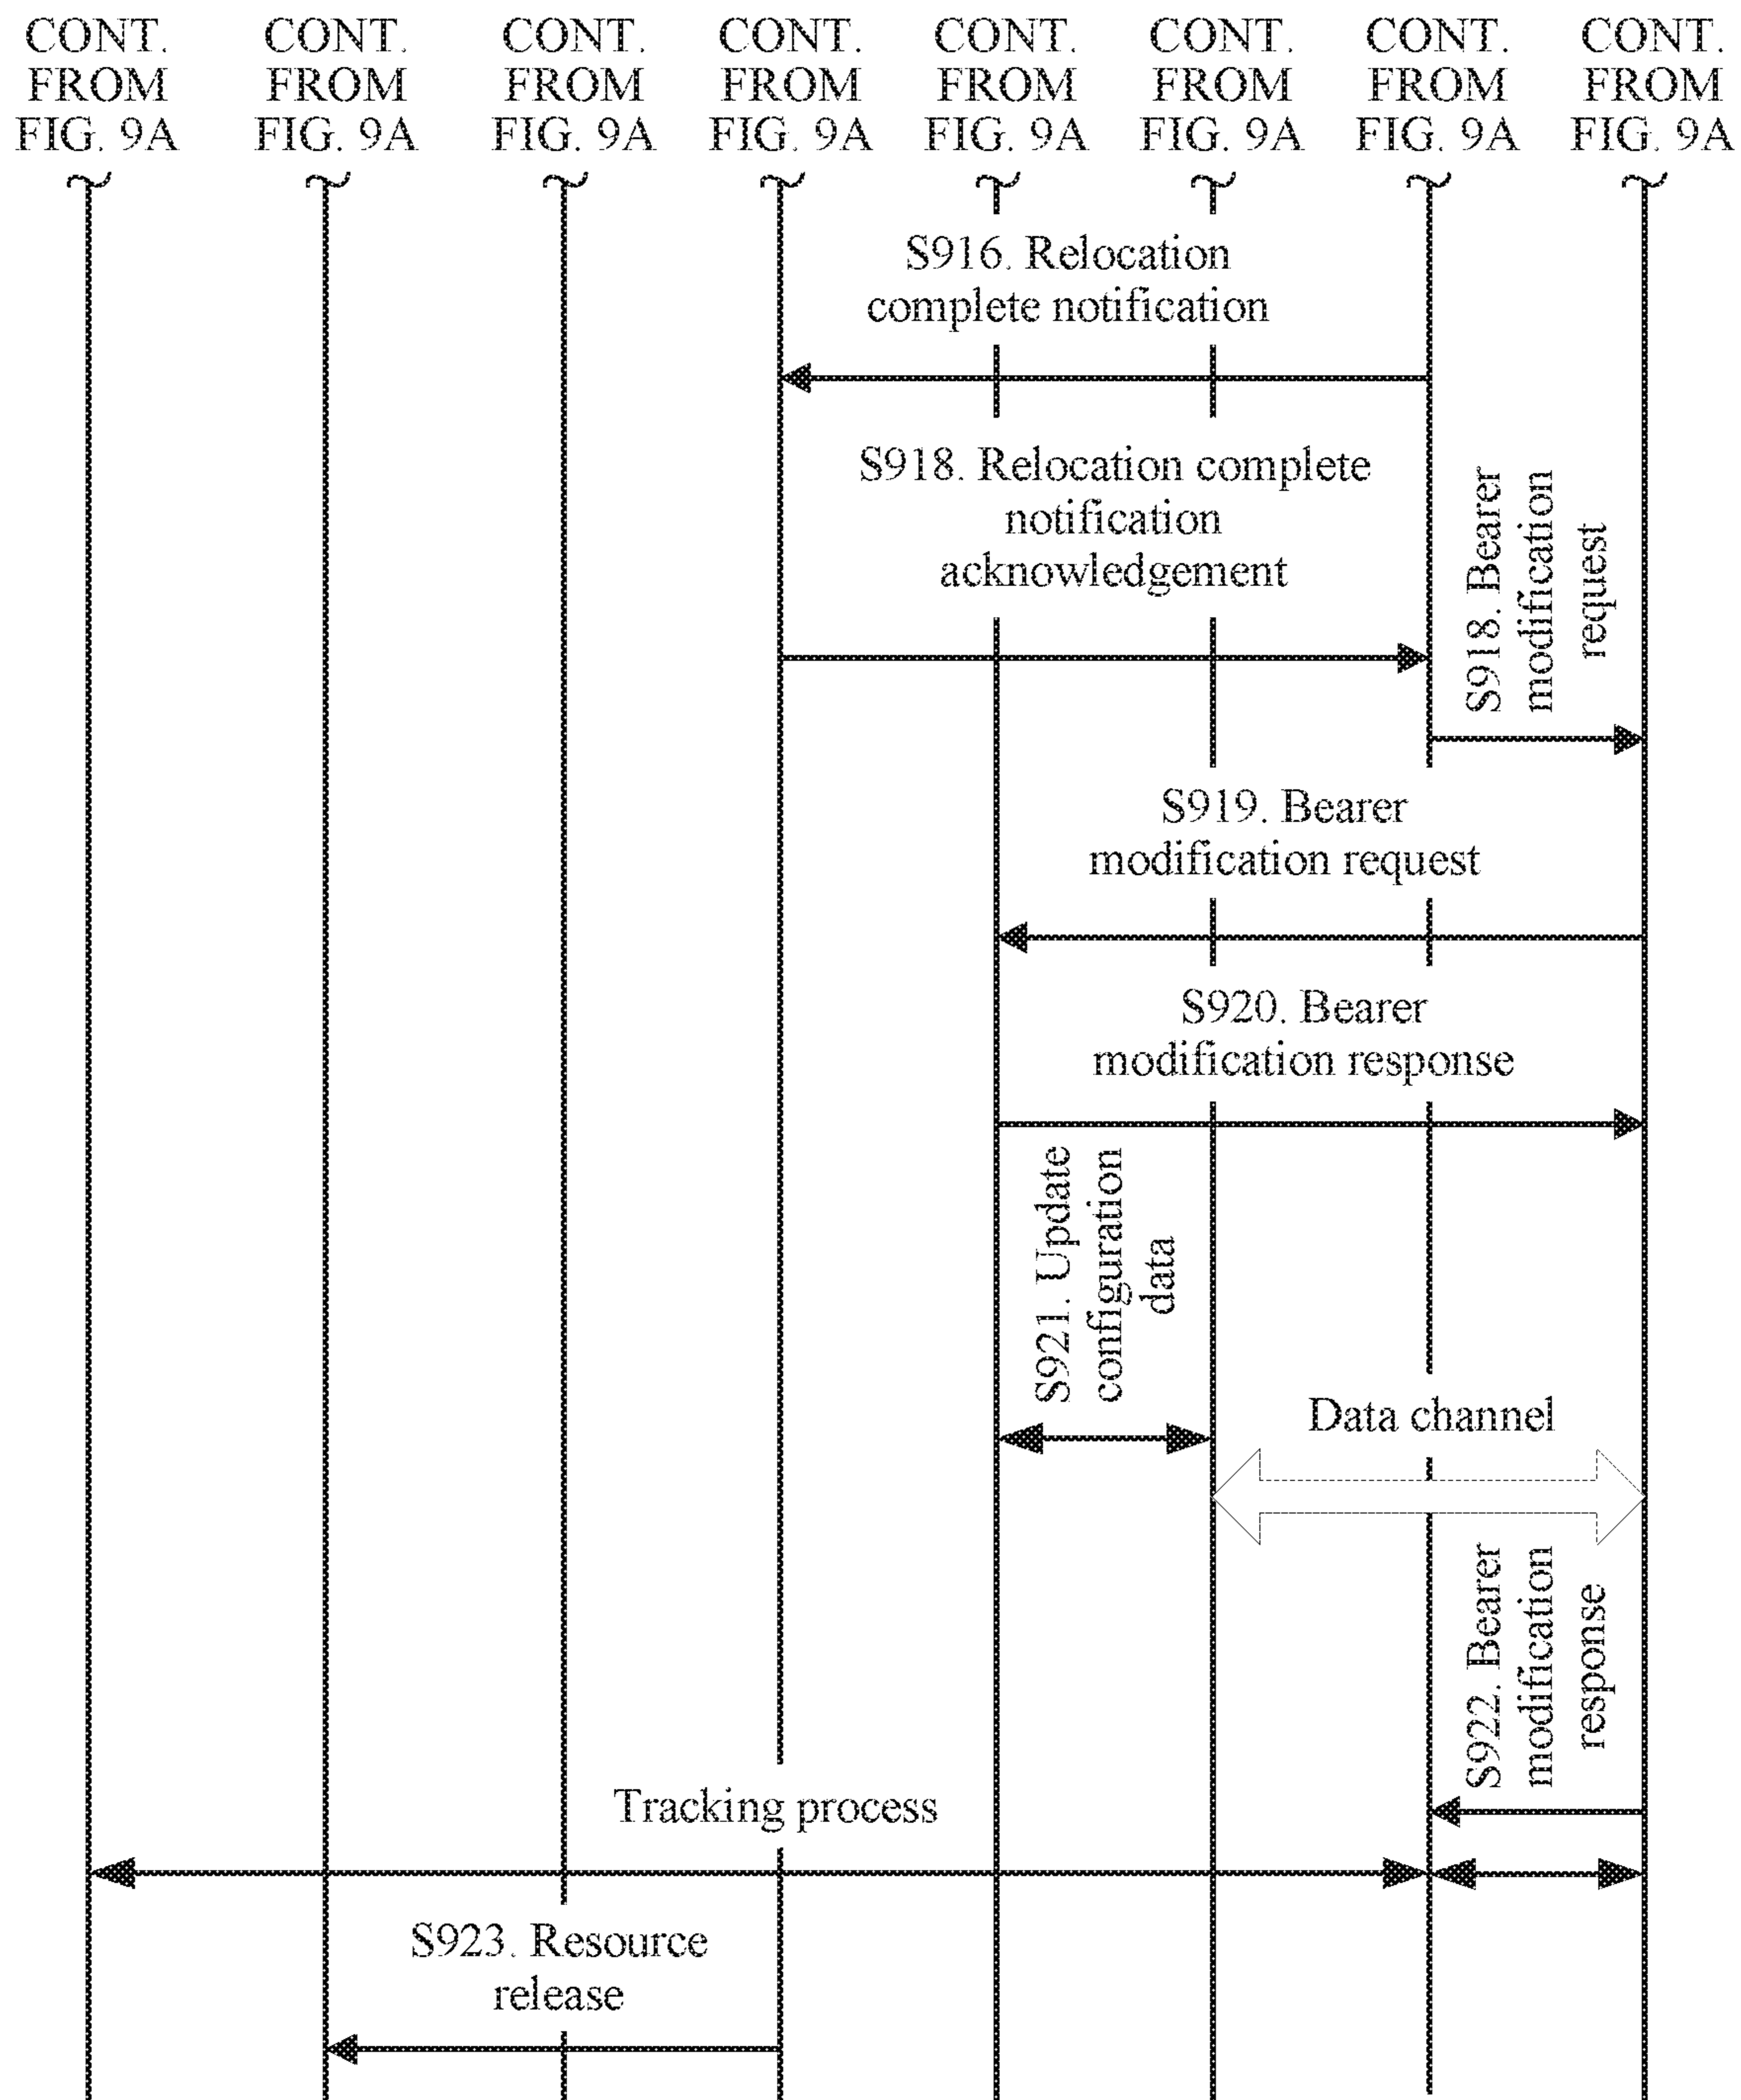 CONT.
FROM
FIG. 9A
CONT.
FROM
FIG. 9A
CONT.
FROM
FIG. 9A
CONT.
FROM
FIG. 9A
CONT.
FROM
FIG. 9A
CONT.
FROM
FIG. 9A
CONT.
FROM
FIG. 9A
CONT.
FROM
FIG. 9A
S916. Relocation
complete notification
S918. Relocation complete
notification
acknowledgement
S918. Bearer
modification
request
S919. Bearer
modification request
S920. Bearer
modification response
S921. Update
configuration
data
Data channel
S922. Bearer
modification
response
Tracking process
S923. Resource
release